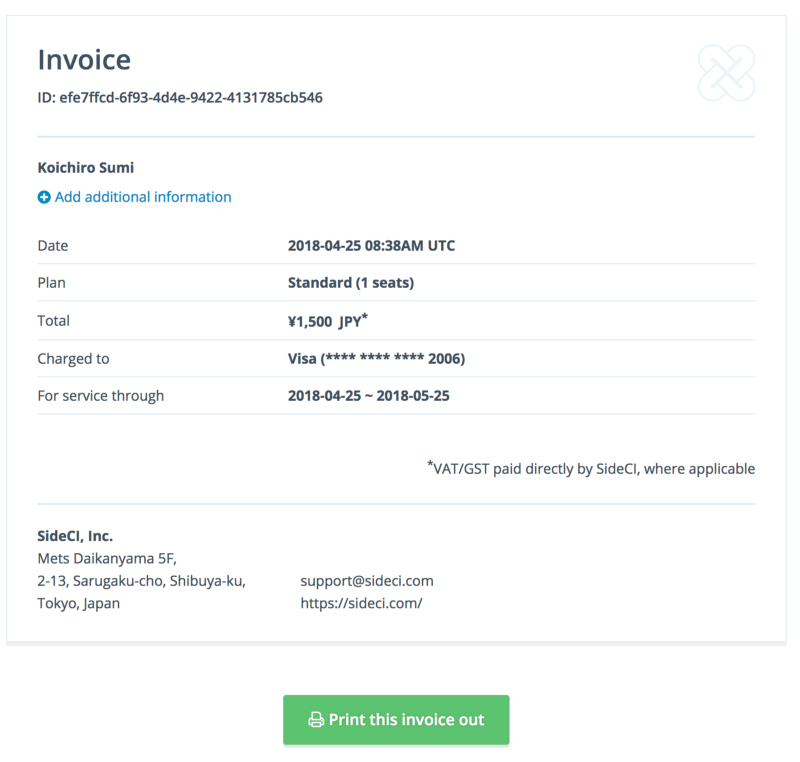 Invoice
ID: efe7ffcd-6f93-4d4e-9422-4131785cb546
Koichiro Sumi
Add additional information
Date 2018-04-25 08:38AM UTC
Plan Standard (1 seats)
Total ¥1,500 JPY*
Charged to Visa (**** **** **** 2006)
For service through 2018-04-25 ~ 2018-05-25
*VAT/GST paid directly by SideCI, where applicable
SideCI, Inc.
Mets Daikanyama 5F,
2-13, Sarugaku-cho, Shibuya-ku, support@sideci.com
Tokyo, Japan https://sideci.com/
Print this invoice out